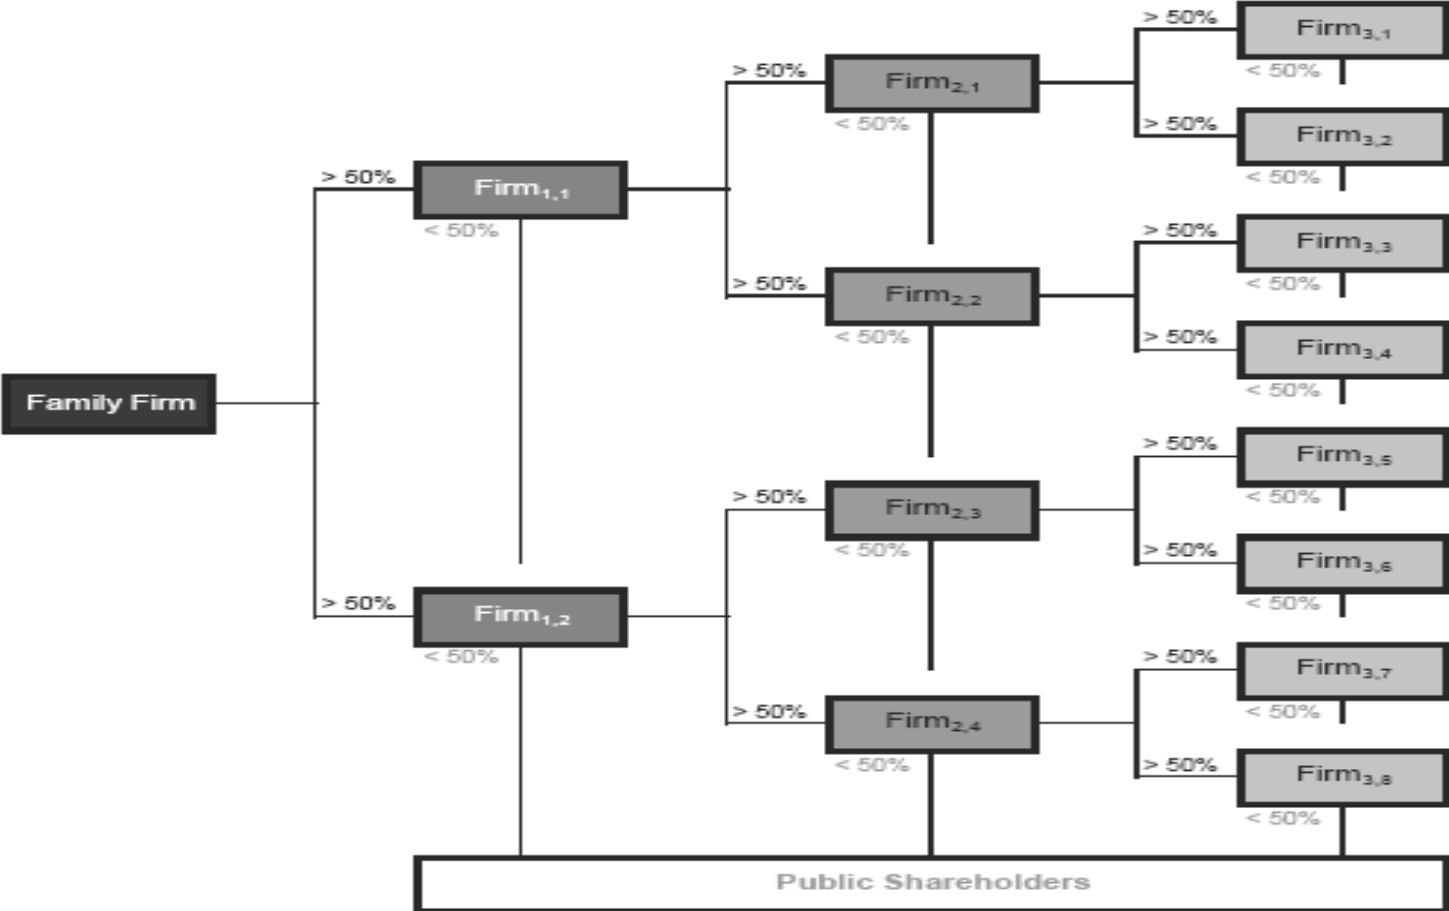 > 50%
Firm3,1
< 50%
> 50%
Firm2,1
< 50%
> 50%
Firm3,2
< 50%
> 50%
Firm1,1
< 50%
> 50%
Firm3,3
< 50%
> 50%
Firm2,2
< 50%
> 50%
Firm3,4
< 50%
Family Firm
> 50%
Firm3,5
< 50%
> 50%
Firm2,3
< 50%
> 50%
Firm3,6
< 50%
> 50%
Firm1,2
< 50%
> 50%
Firm3,7
< 50%
> 50%
Firm2,4
< 50%
> 50%
Firm3,8
< 50%
Public Shareholders